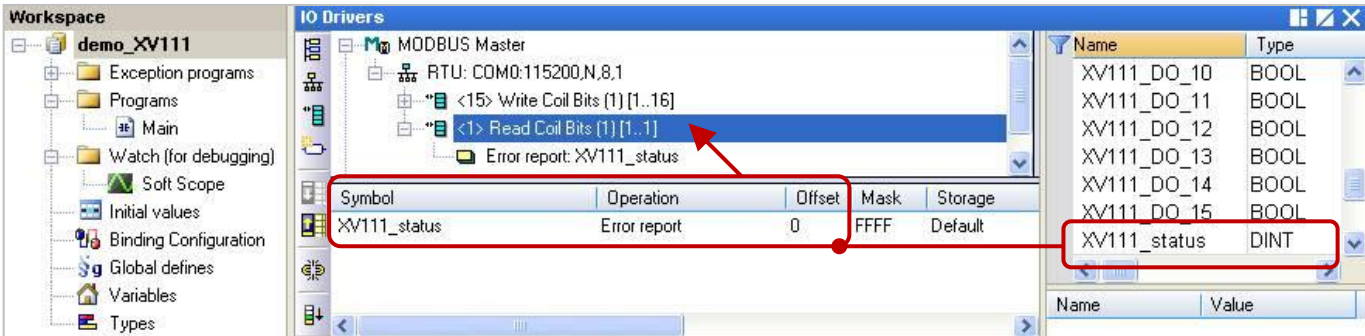 Workspace
demo_XV111
Exception programs
Programs
Main
Watch (for debugging)
Soft Scope
Initial values
Binding Configuration
Global defines
Variables
Types
IO Drivers
MODBUS Master
RTU: COM0:115200,N,8,1
<15> Write Coil Bits (1) [1..16]
<1> Read Coil Bits (1) [1..1]
Error report: XV111_status
Symbol Operation Offset Mask Storage
XV111_status Error report 0 FFFF Default
Name Type
XV111_DO_10 BOOL
XV111_DO_11 BOOL
XV111_DO_12 BOOL
XV111_DO_13 BOOL
XV111_DO_14 BOOL
XV111_DO_15 BOOL
XV111_status DINT
Name Value